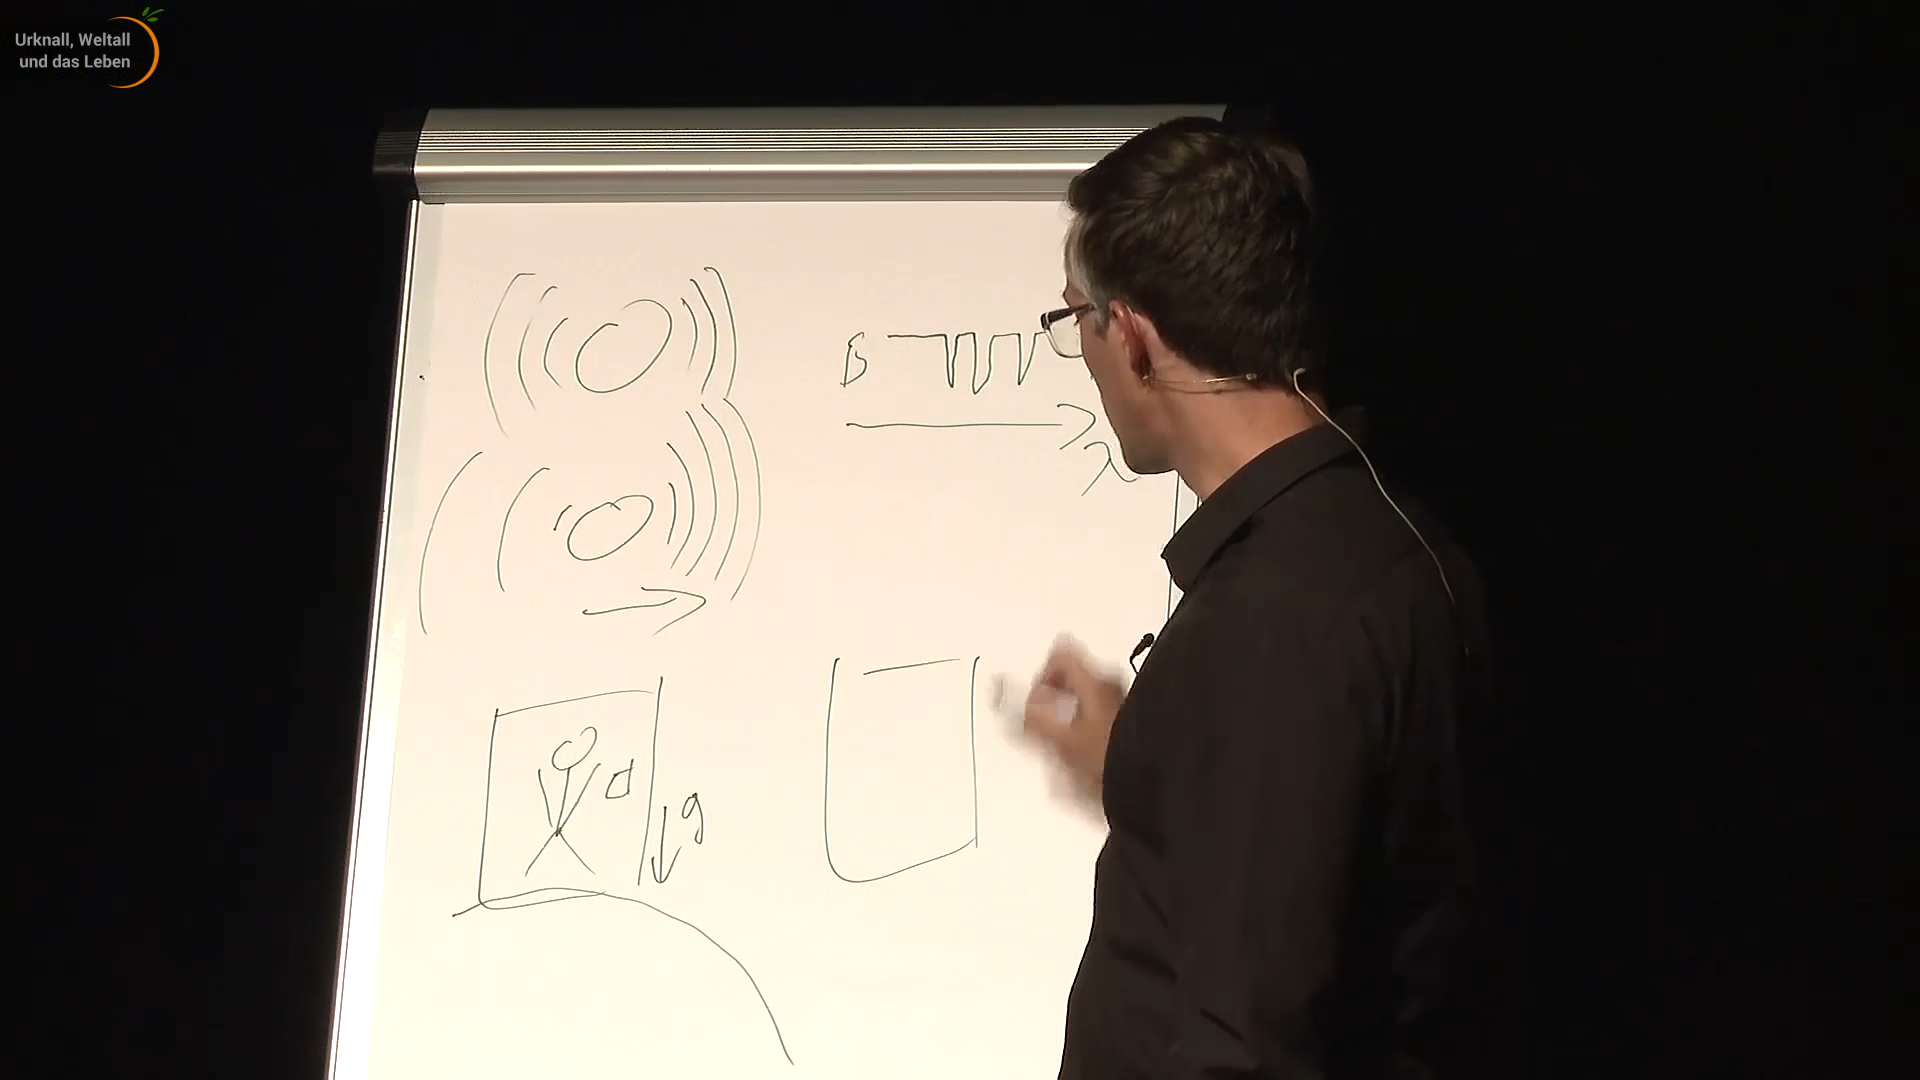 Urknall, Weltall
und das Leben
B
λ
g